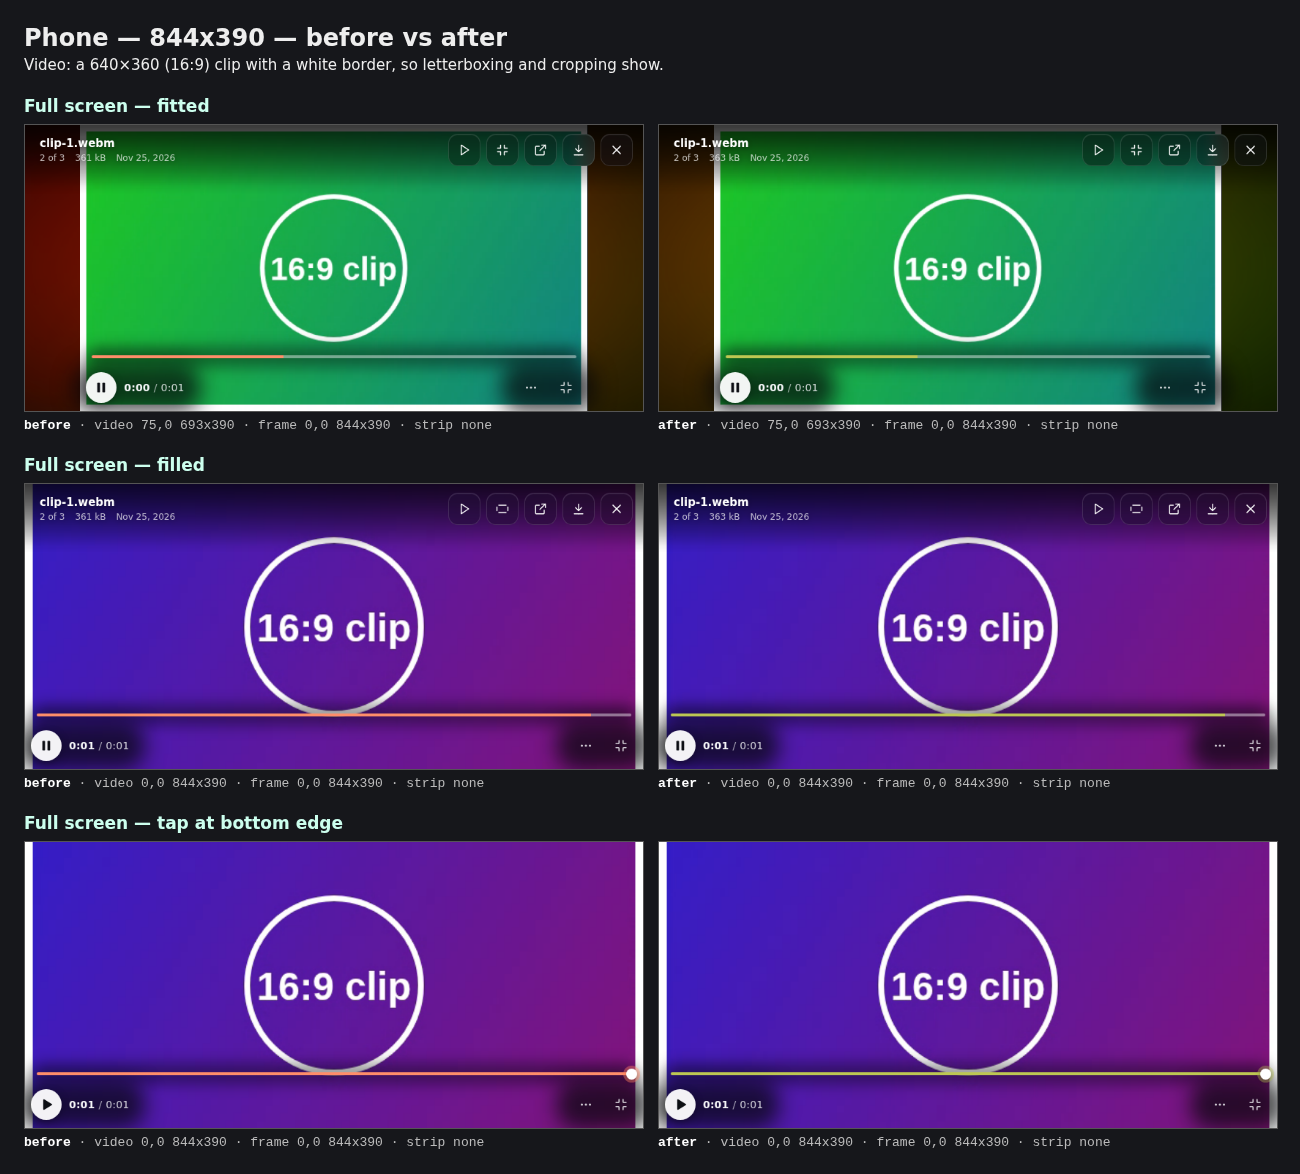 Phone — 844x390 — before vs after
Video: a 640×360 (16:9) clip with a white border, so letterboxing and cropping show.
Full screen — fitted
clip-1.webm
2 of 3 361 kB Nov 25, 2026
16:9 clip
0:00 / 0:01
clip-1.webm
2 of 3 363 kB Nov 25, 2026
16:9 clip
0:00 / 0:01
before · video 75,0 693x390 · frame 0,0 844x390 · strip none
after · video 75,0 693x390 · frame 0,0 844x390 · strip none
Full screen — filled
clip-1.webm
2 of 3 361 kB Nov 25, 2026
16:9 clip
0:01 / 0:01
clip-1.webm
2 of 3 363 kB Nov 25, 2026
16:9 clip
0:01 / 0:01
before · video 0,0 844x390 · frame 0,0 844x390 · strip none
after · video 0,0 844x390 · frame 0,0 844x390 · strip none
Full screen — tap at bottom edge
16:9 clip
0:01 / 0:01
16:9 clip
0:01 / 0:01
before · video 0,0 844x390 · frame 0,0 844x390 · strip none
after · video 0,0 844x390 · frame 0,0 844x390 · strip none